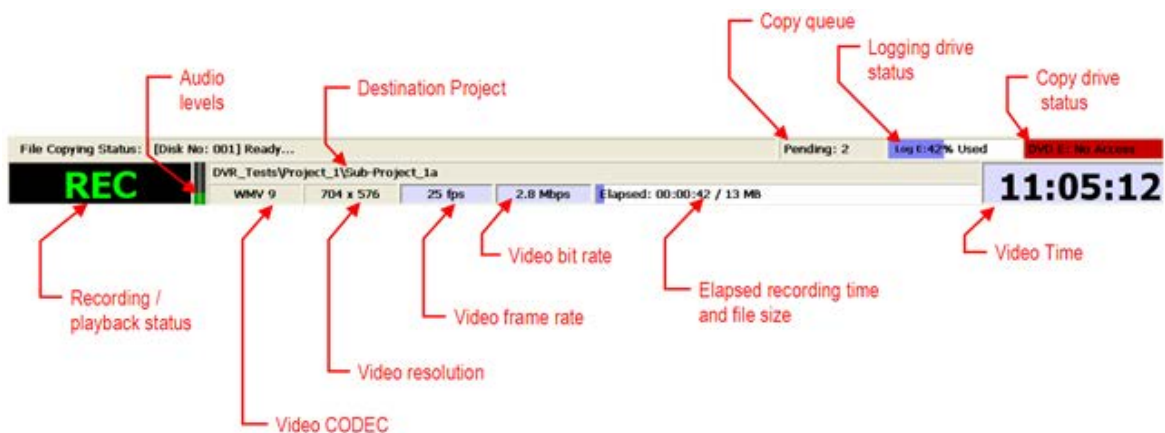 Copy queue
Logging drive
status
Audio
levels
Destination Project
Copy drive
status
File Copying Status: [Disk No: 001] Ready...
Pending: 2
Log E:42% Used
DVD E: No Access
REC
DVR_Tests\Project_1\Sub-Project_1a
WMV 9
704 x 576
25 fps
2.8 Mbps
Elapsed: 00:00:42 / 13 MB
11:05:12
Video bit rate
Video Time
Recording /
playback status
Video frame rate
Elapsed recording time
and file size
Video resolution
Video CODEC